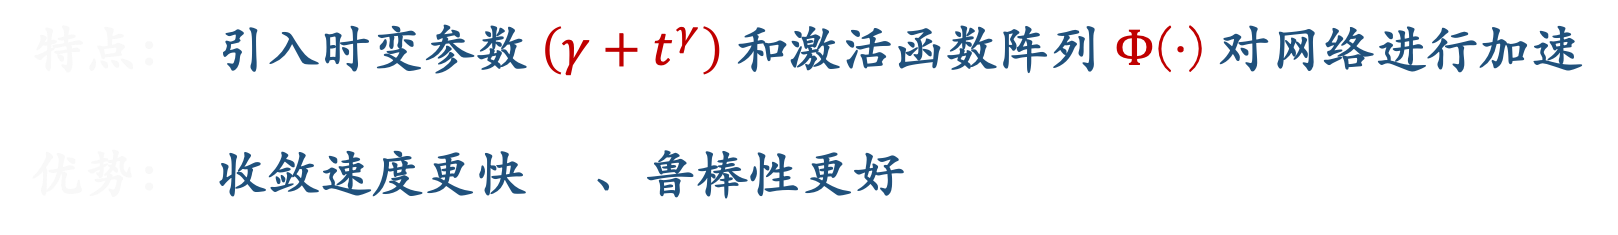 特点： 引入时变参数 (γ + t^γ) 和激活函数阵列 Φ(·) 对网络进行加速
优势： 收敛速度更快 、鲁棒性更好